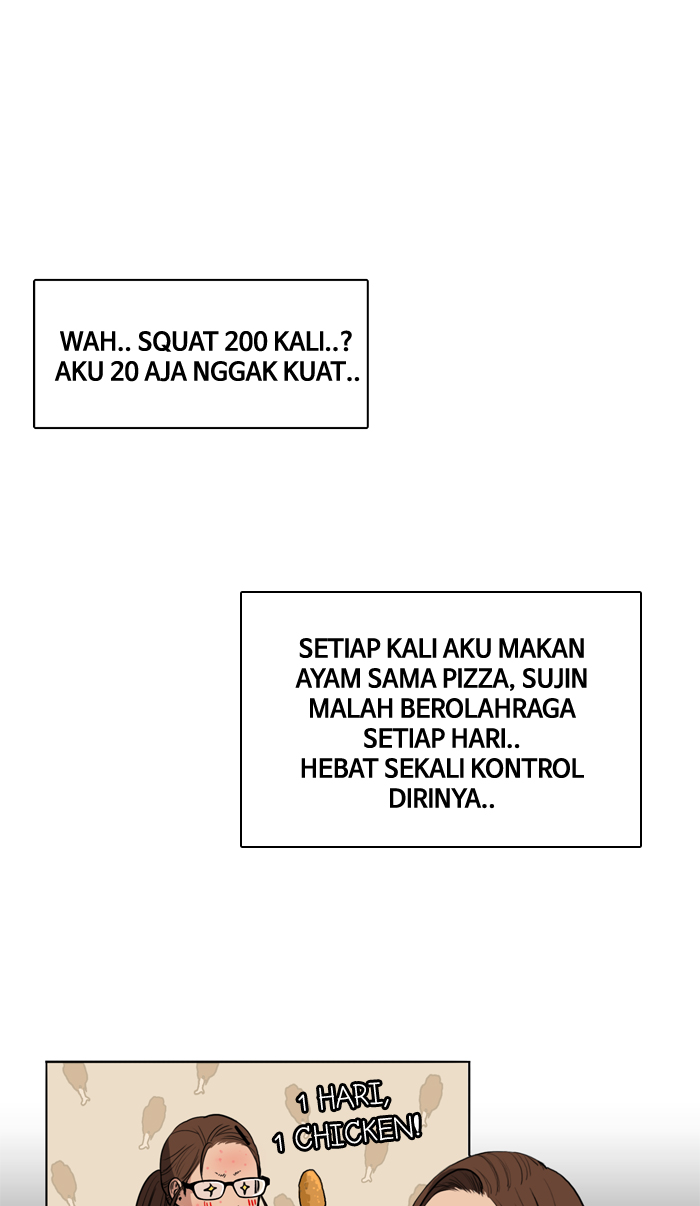 WAH.. SQUAT 200 KALI..?
AKU 20 AJA NGGAK KUAT..
SETIAP KALI AKU MAKAN
AYAM SAMA PIZZA, SUJIN
MALAH BEROLAHRAGA
SETIAP HARI..
HEBAT SEKALI KONTROL
DIRINYA..
1 HARI,
1 CHICKEN!